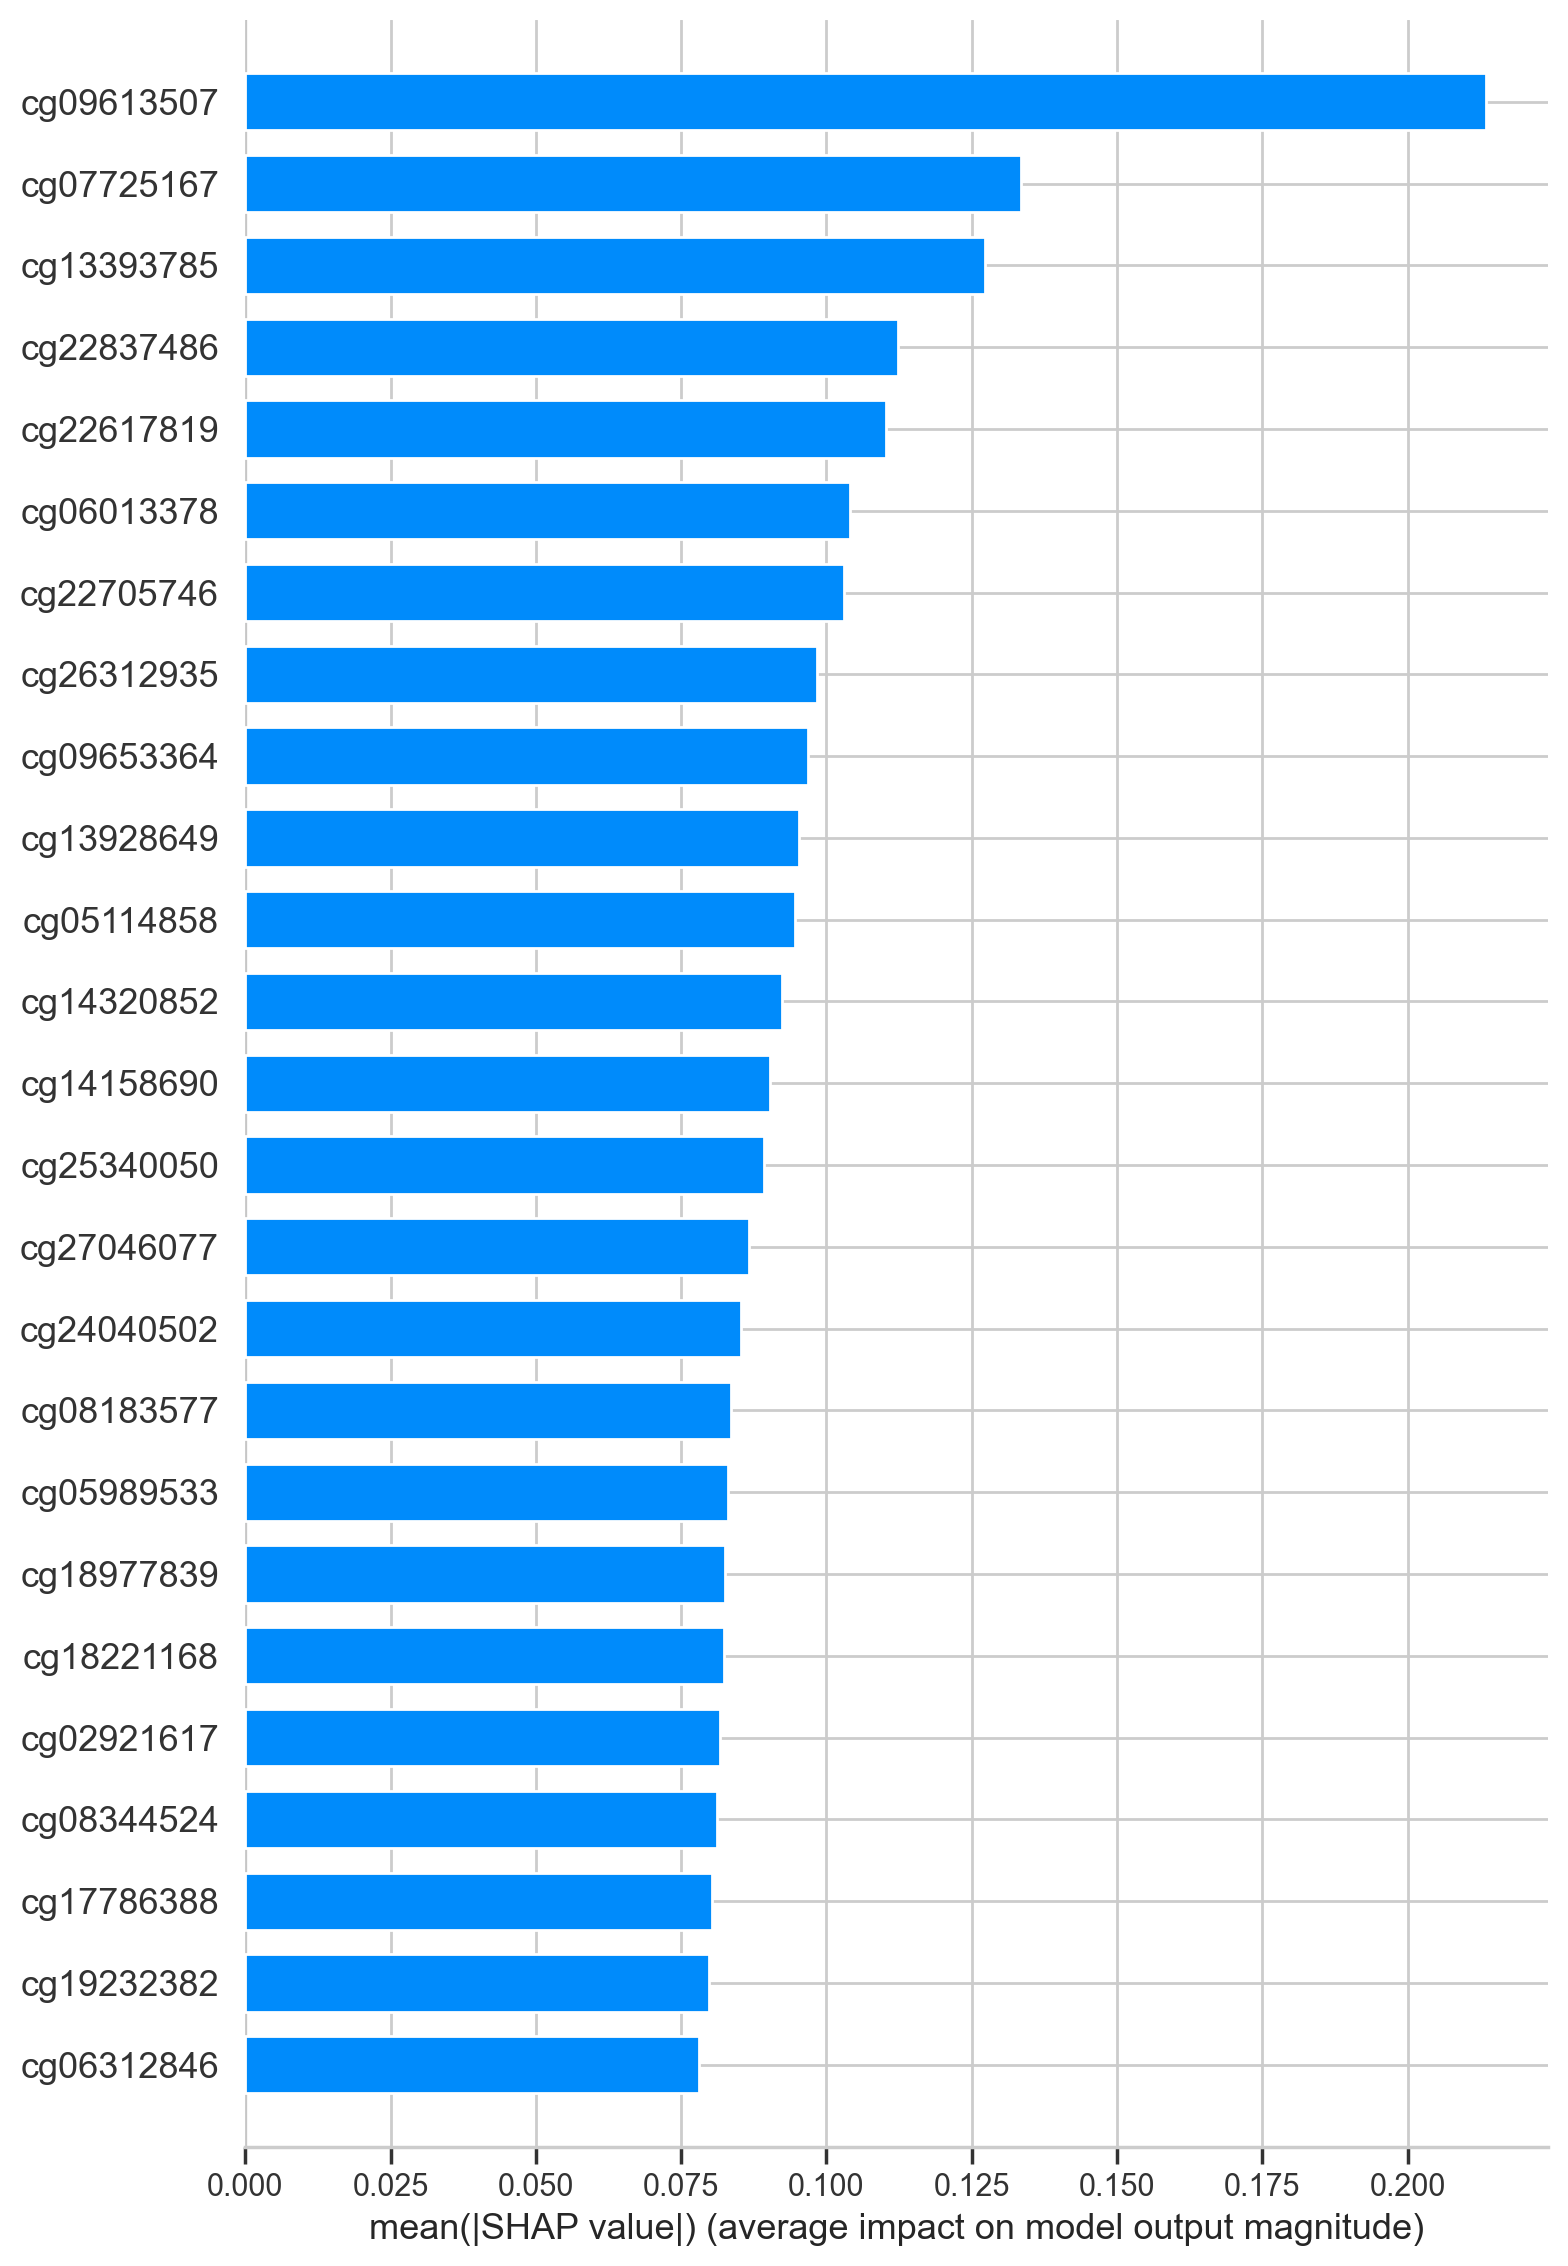 cg09613507
cg07725167
cg13393785
cg22837486
cg22617819
cg06013378
cg22705746
cg26312935
cg09653364
cg13928649
cg05114858
cg14320852
cg14158690
cg25340050
cg27046077
cg24040502
cg08183577
cg05989533
cg18977839
cg18221168
cg02921617
cg08344524
cg17786388
cg19232382
cg06312846
0.000 0.025 0.050 0.075 0.100 0.125 0.150 0.175 0.200
mean(|SHAP value|) (average impact on model output magnitude)